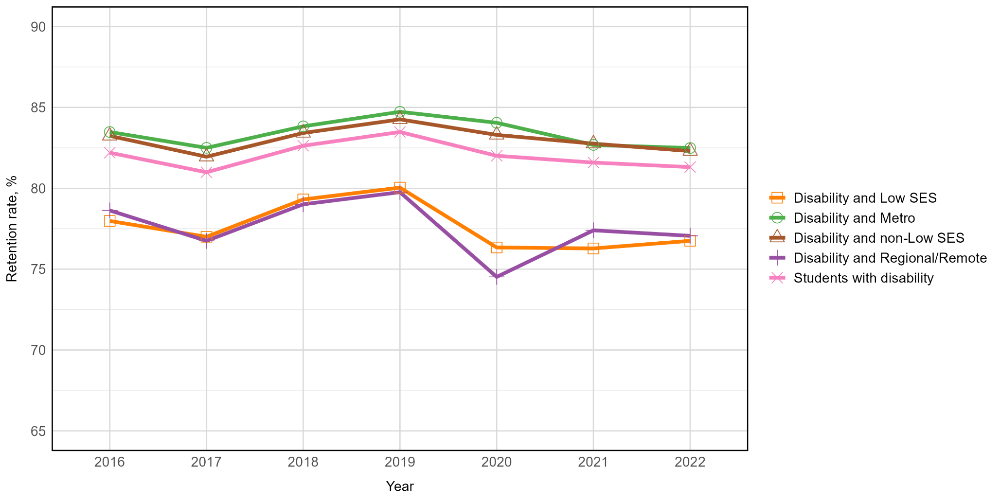 90
85
80
75
70
65
Retention rate, %
2016 2017 2018 2019 2020 2021 2022
Year
Disability and Low SES
Disability and Metro
Disability and non-Low SES
Disability and Regional/Remote
Students with disability